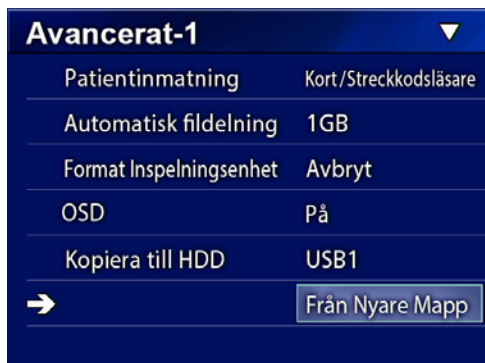 Avancerat-1
Patientinmatning Kort/Streckkodsläsare
Automatisk fildelning 1GB
Format Inspelningsenhet Avbryt
OSD På
Kopiera till HDD USB1
Från Nyare Mapp